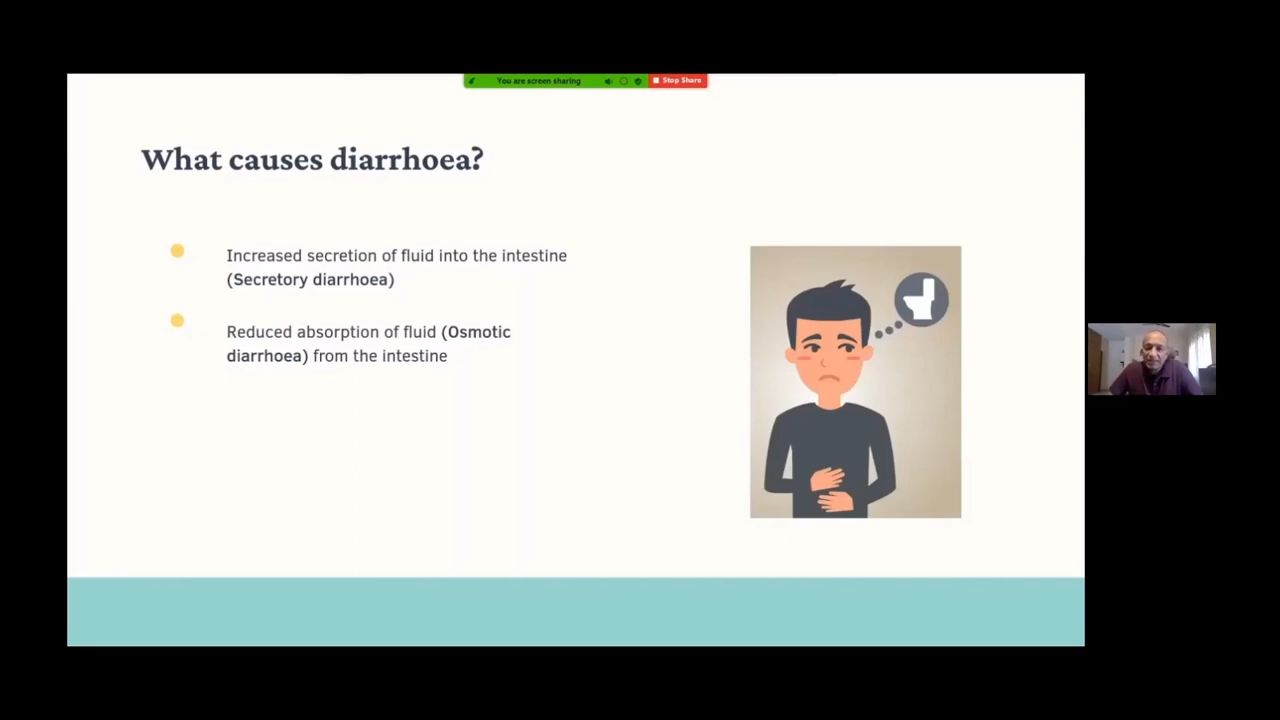 You are screen sharing
Stop Share
What causes diarrhoea?
Increased secretion of fluid into the intestine
(Secretory diarrhoea)
Reduced absorption of fluid (Osmotic
diarrhoea) from the intestine